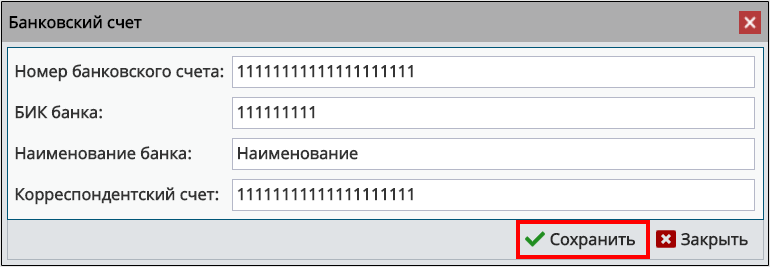 Банковский счет
Номер банковского счета: 11111111111111111111
БИК банка: 111111111
Наименование банка: Наименование
Корреспондентский счет: 11111111111111111111
Сохранить Закрыть